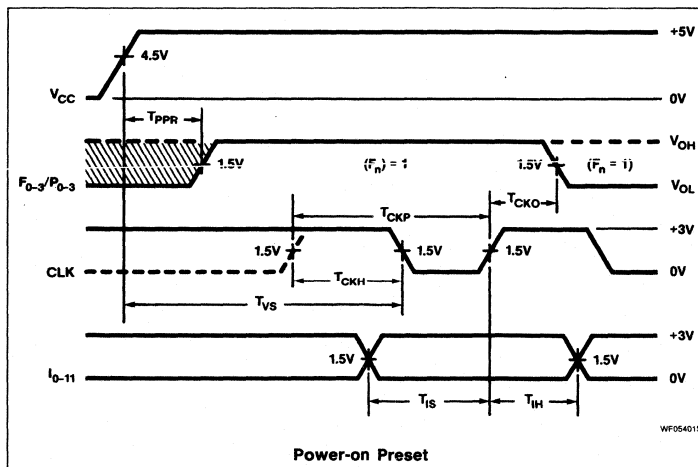 +5V
4.5V
VCC
0V
TPPR
VOH
1.5V
(Fn) = 1
1.5V
(Fn = 1)
F0–3/P0–3
VOL
TCKP
TCKO
+3V
1.5V
1.5V
1.5V
CLK
TCKH
0V
TVS
+3V
1.5V
1.5V
I0–11
0V
TIS
TIH
WF05401S
Power-on Preset